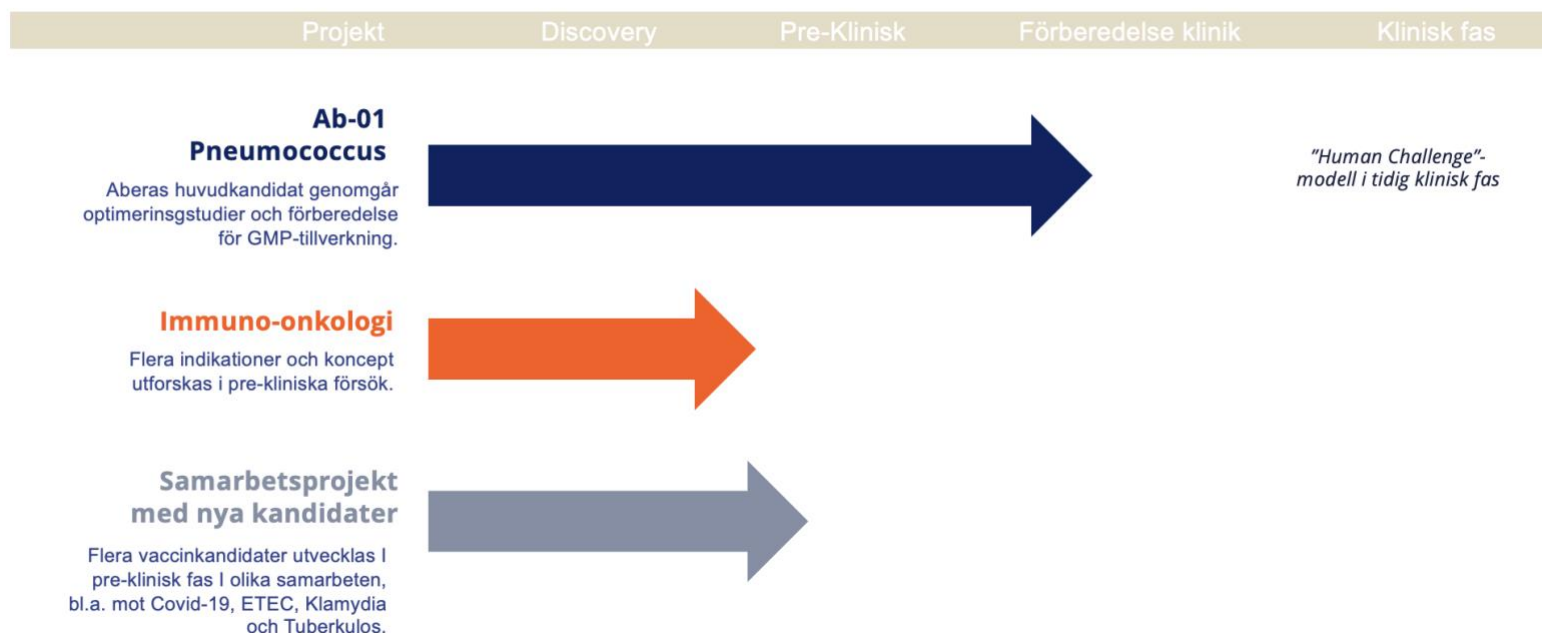 Projekt Discovery Pre-Klinisk Förberedelse klinik Klinisk fas
Ab-01
Pneumococcus
Aberas huvudkandidat genomgår
optimerinsgstudier och förberedelse
för GMP-tillverkning.
"Human Challenge"-
modell i tidig klinisk fas
Immuno-onkologi
Flera indikationer och koncept
utforskas i pre-kliniska försök.
Samarbetsprojekt
med nya kandidater
Flera vaccinkandidater utvecklas I
pre-klinisk fas I olika samarbeten,
bl.a. mot Covid-19, ETEC, Klamydia
och Tuberkulos.